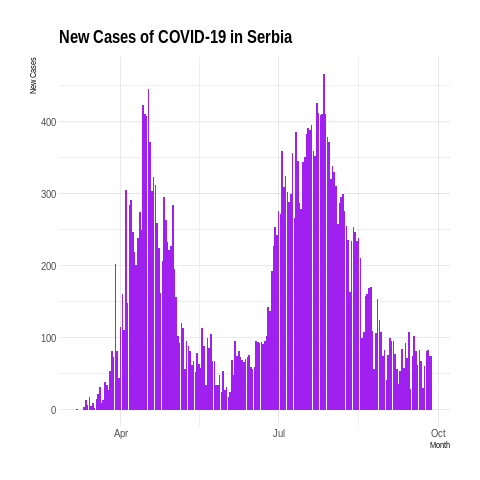 New Cases of COVID-19 in Serbia
New Cases
400
300
200
100
0
Apr
Jul
Oct
Month